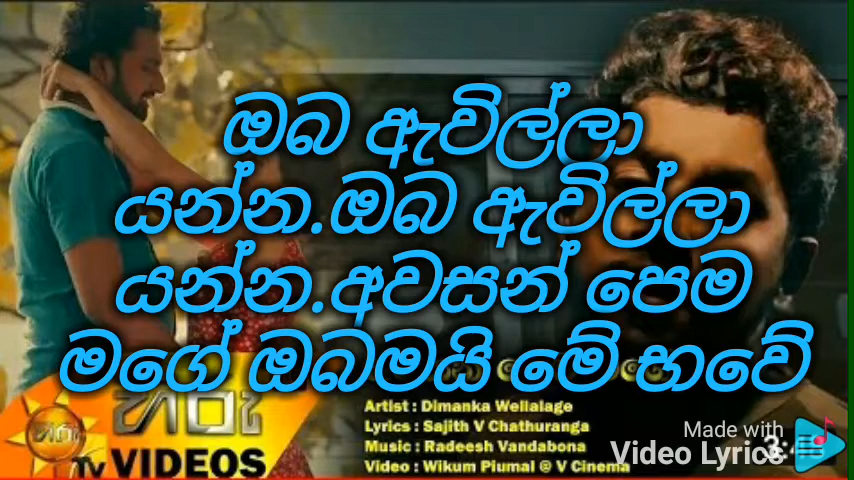 ඔබ ඇවිල්ලා
යන්න.ඔබ ඇවිල්ලා
යන්න.අවසන් පෙම
මගේ ඔබමයි මේ භවේ
හිරු
හිරු
TV VIDEOS
Artist : Dimanka Wellalage
Lyrics : Sajith V Chathuranga
Music : Radeesh Vandabona
Video : Wikum Piumal @ V Cinema
Made with
Video Lyrics